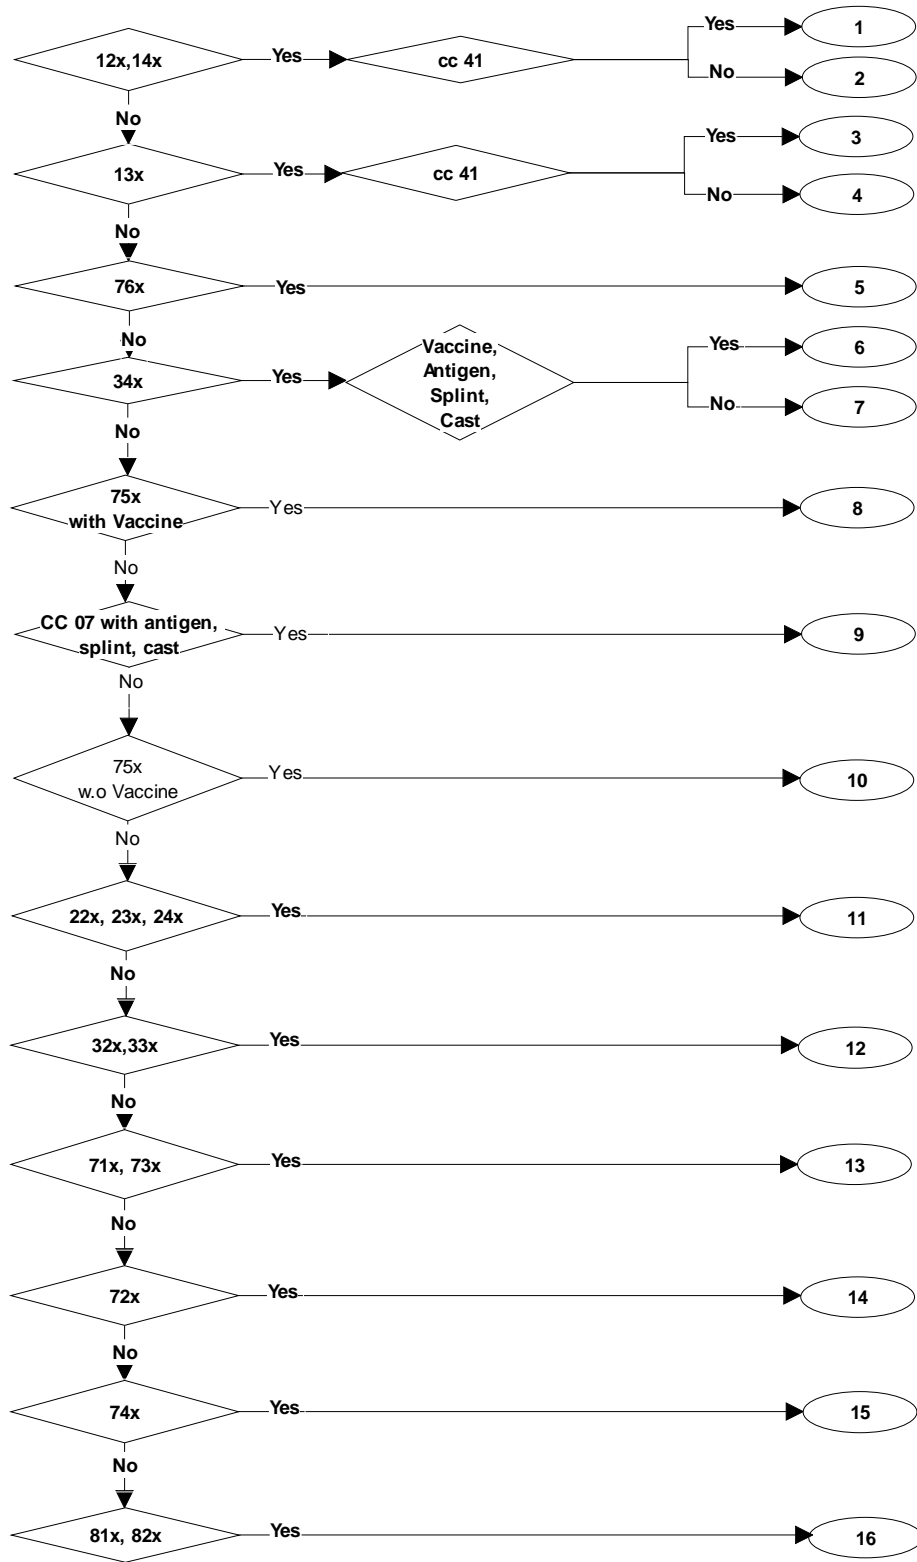 12x,14x
Yes
cc 41
Yes
1
No
2
No
13x
Yes
cc 41
Yes
3
No
4
No
76x
Yes
5
No
34x
Yes
Vaccine,
Antigen,
Splint,
Cast
Yes
6
No
7
No
75x
with Vaccine
Yes
8
No
CC 07 with antigen,
splint, cast
Yes
9
No
75x
w.o Vaccine
Yes
10
No
22x, 23x, 24x
Yes
11
No
32x,33x
Yes
12
No
71x, 73x
Yes
13
No
72x
Yes
14
No
74x
Yes
15
No
81x, 82x
Yes
16